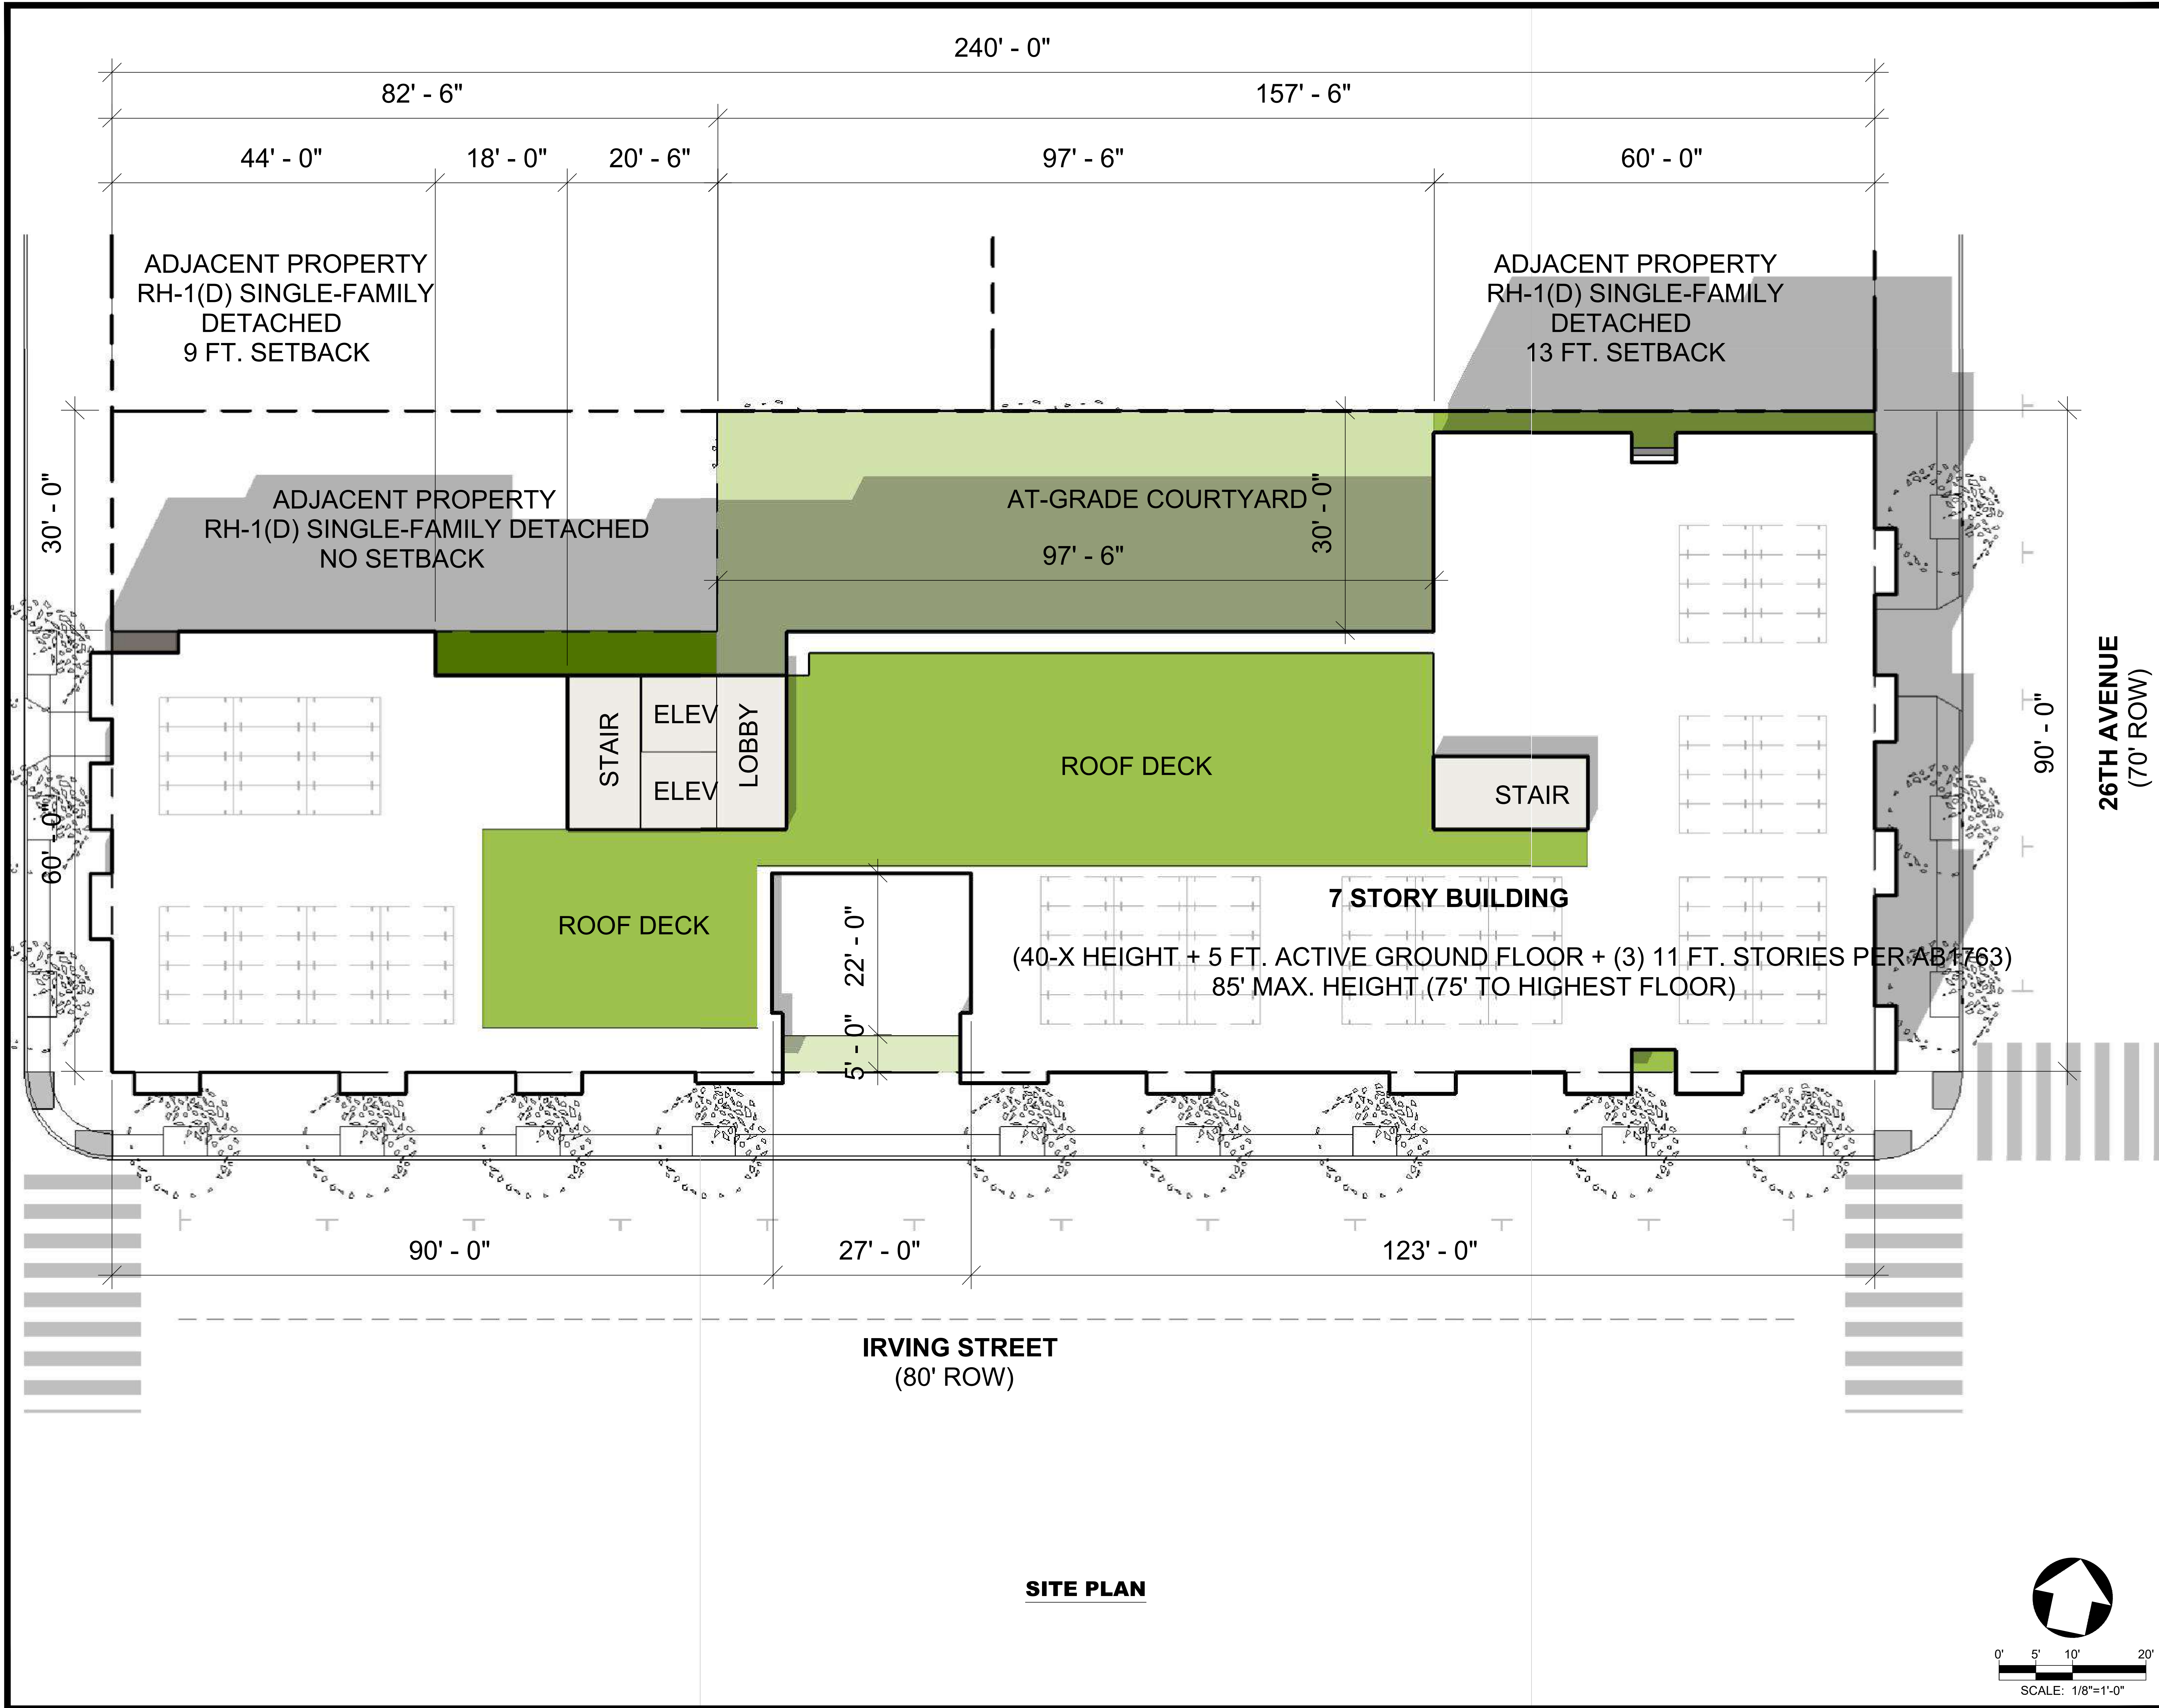 240' - 0"
82' - 6"
157' - 6"
44' - 0"
18' - 0"
20' - 6"
97' - 6"
60' - 0"
ADJACENT PROPERTY
RH-1(D) SINGLE-FAMILY
DETACHED
9 FT. SETBACK
ADJACENT PROPERTY
RH-1(D) SINGLE-FAMILY
DETACHED
13 FT. SETBACK
30' - 0"
ADJACENT PROPERTY
RH-1(D) SINGLE-FAMILY DETACHED
NO SETBACK
AT-GRADE COURTYARD
30' - 0"
97' - 6"
STAIR
ELEV
ELEV
LOBBY
ROOF DECK
STAIR
90' - 0"
26TH AVENUE
(70' ROW)
60' - 0"
ROOF DECK
22' - 0"
5' - 0"
7 STORY BUILDING
(40-X HEIGHT + 5 FT. ACTIVE GROUND FLOOR + (3) 11 FT. STORIES PER AB1763)
85' MAX. HEIGHT (75' TO HIGHEST FLOOR)
90' - 0"
27' - 0"
123' - 0"
IRVING STREET
(80' ROW)
SITE PLAN
0' 5' 10' 20'
SCALE: 1/8"=1'-0"